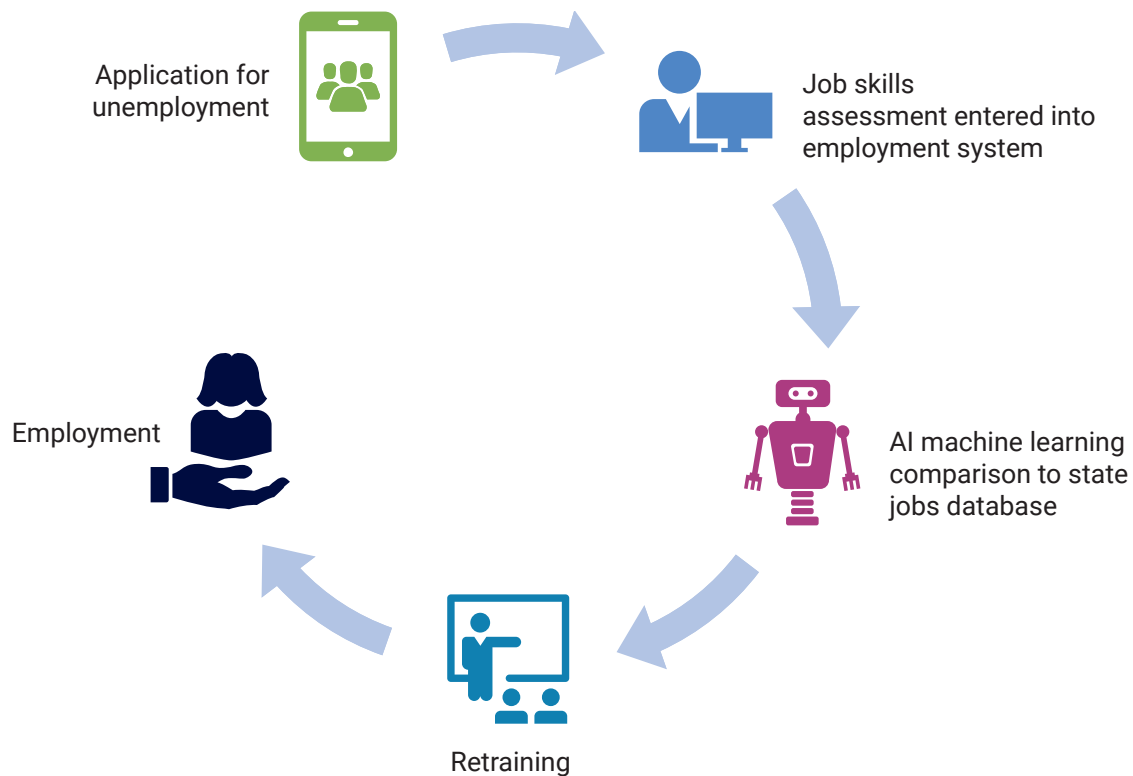 Application for
unemployment
Job skills
assessment entered into
employment system
AI machine learning
comparison to state
jobs database
Retraining
Employment